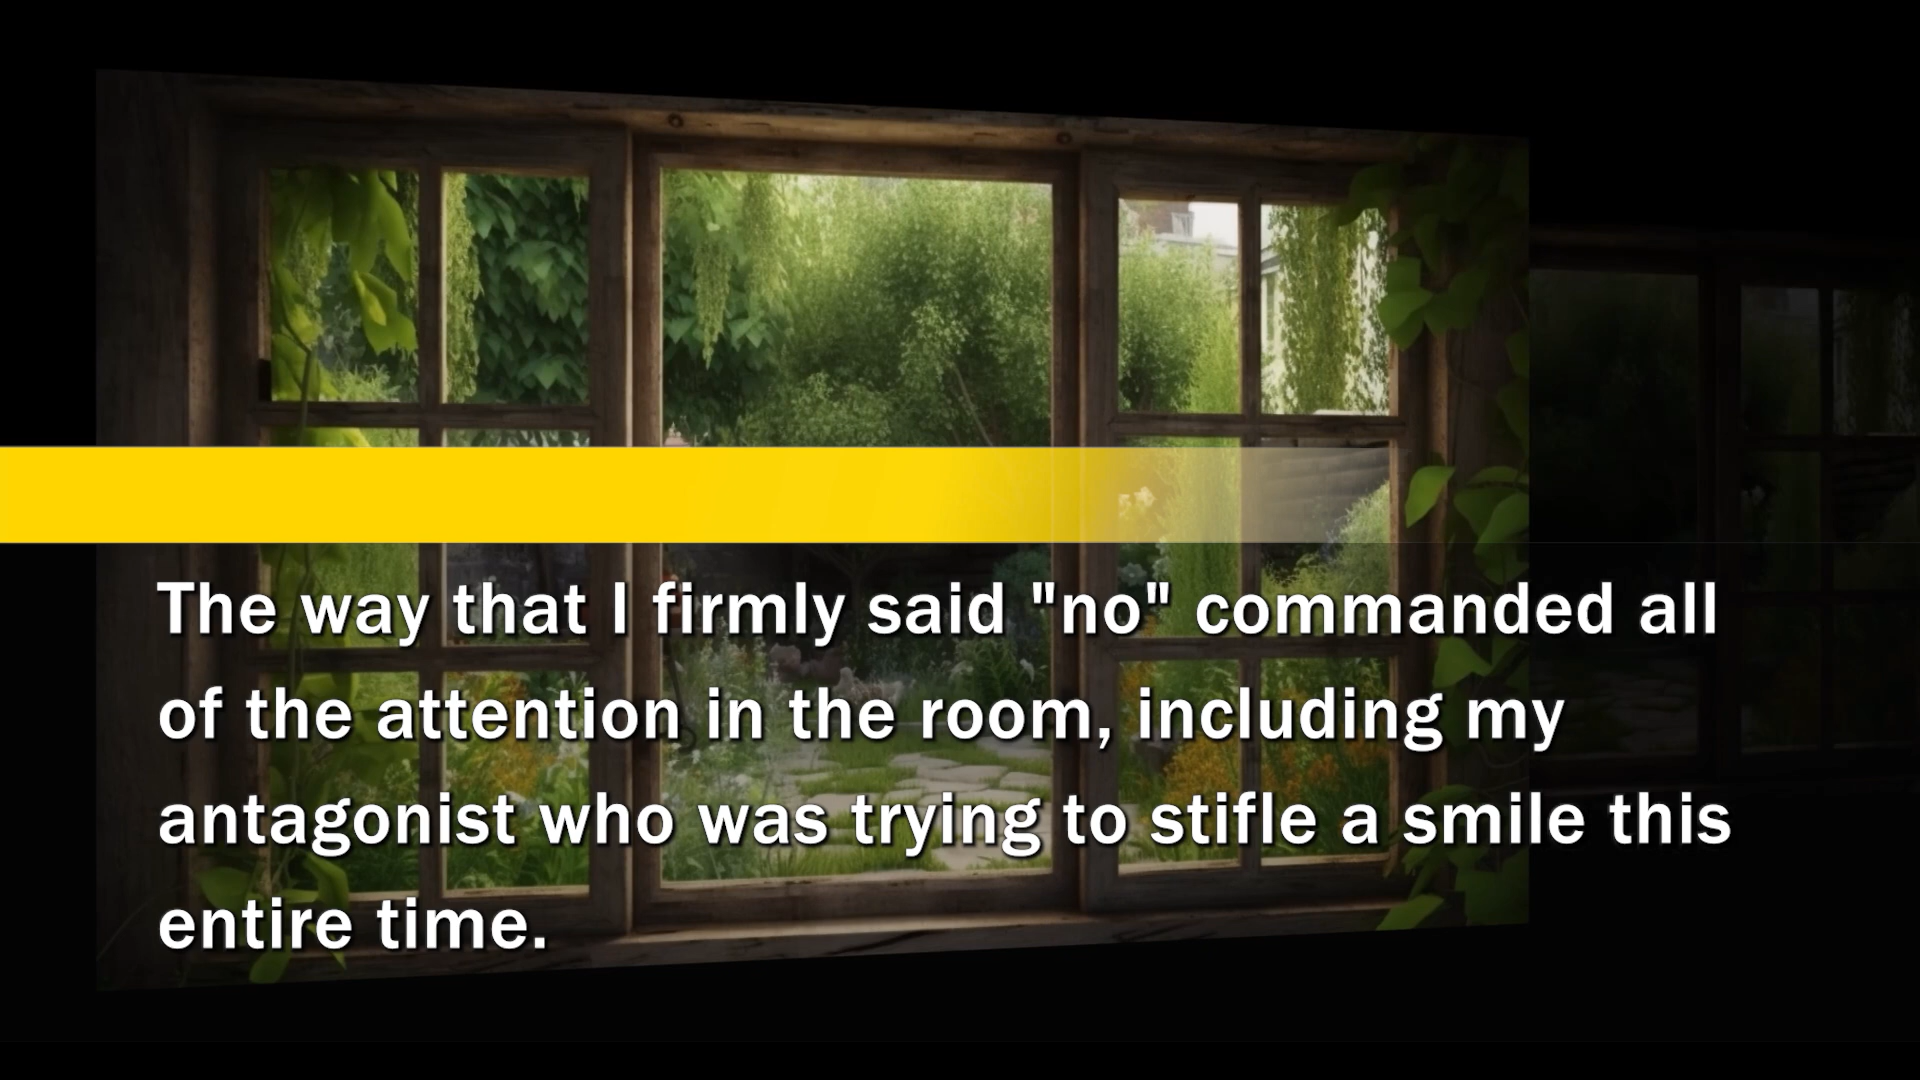 The way that I firmly said "no" commanded all
of the attention in the room, including my
antagonist who was trying to stifle a smile this
entire time.